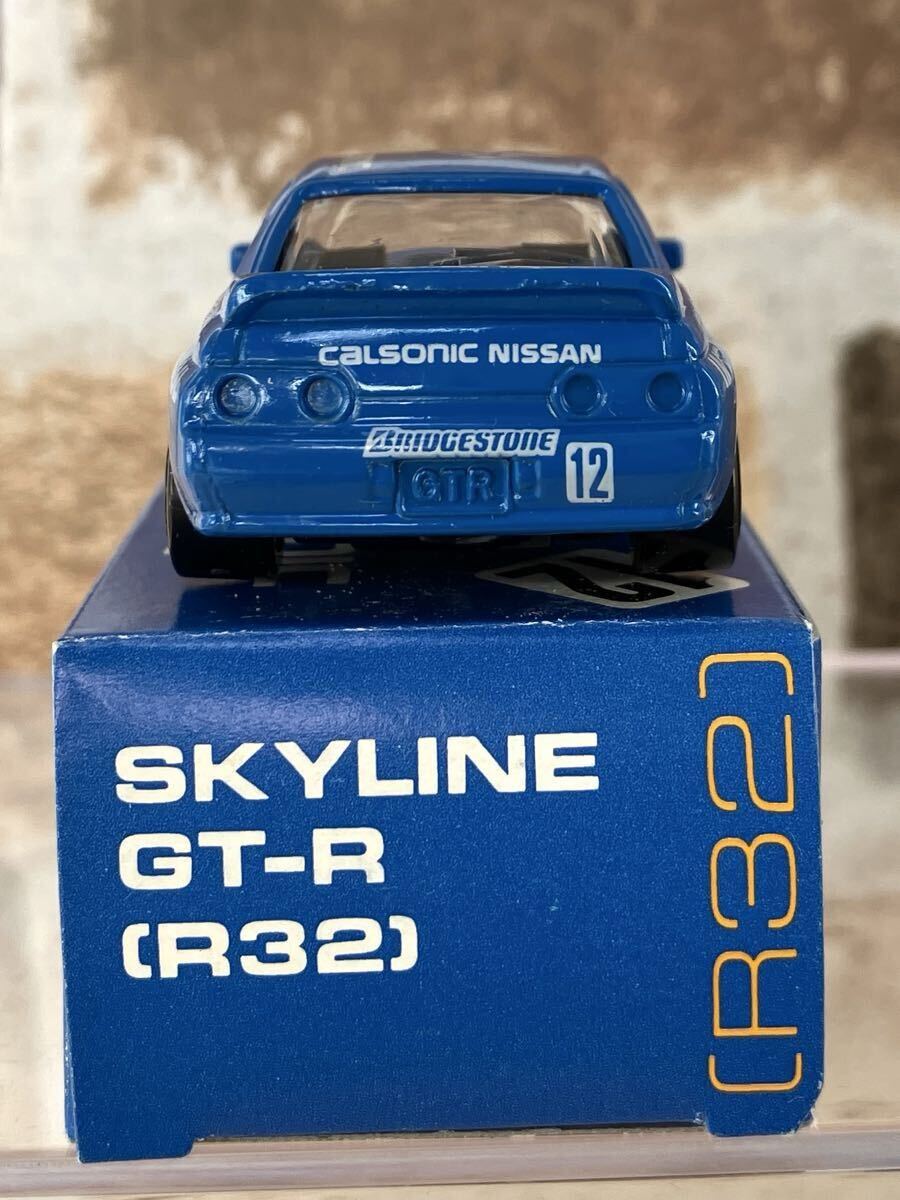 CALSONIC NISSAN
BRIDGESTONE
GTR
12
SKYLINE
GT-R
(R32)
(R32)